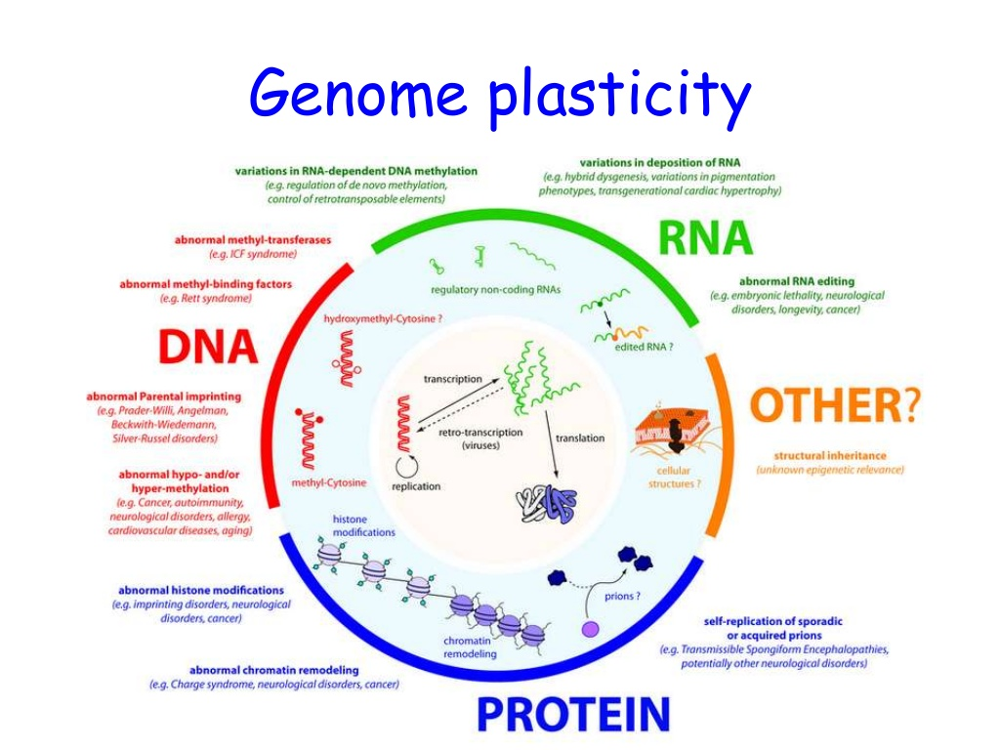 Genome plasticity
variations in RNA-dependent DNA methylation
(e.g. regulation of de novo methylation,
control of retrotransposable elements)
variations in deposition of RNA
(e.g. hybrid dysgenesis, variations in pigmentation
phenotypes, transgenerational cardiac hypertrophy)
RNA
abnormal RNA editing
(e.g. embryonic lethality, neurological
disorders, longevity, cancer)
abnormal methyl-transferases
(e.g. ICF syndrome)
abnormal methyl-binding factors
(e.g. Rett syndrome)
DNA
abnormal Parental imprinting
(e.g. Prader-Willi, Angelman,
Beckwith-Wiedemann,
Silver-Russel disorders)
abnormal hypo- and/or
hyper-methylation
(e.g. Cancer, autoimmunity,
neurological disorders, allergy,
cardiovascular diseases, aging)
regulatory non-coding RNAs
edited RNA ?
hydroxymethyl-Cytosine ?
methyl-Cytosine
transcription
retro-transcription
(viruses)
translation
replication
cellular
structures ?
OTHER?
structural inheritance
(unknown epigenetic relevance)
histone
modifications
chromatin
remodeling
prions ?
abnormal histone modifications
(e.g. imprinting disorders, neurological
disorders, cancer)
abnormal chromatin remodeling
(e.g. Charge syndrome, neurological disorders, cancer)
self-replication of sporadic
or acquired prions
(e.g. Transmissible Spongiform Encephalopathies,
potentially other neurological disorders)
PROTEIN